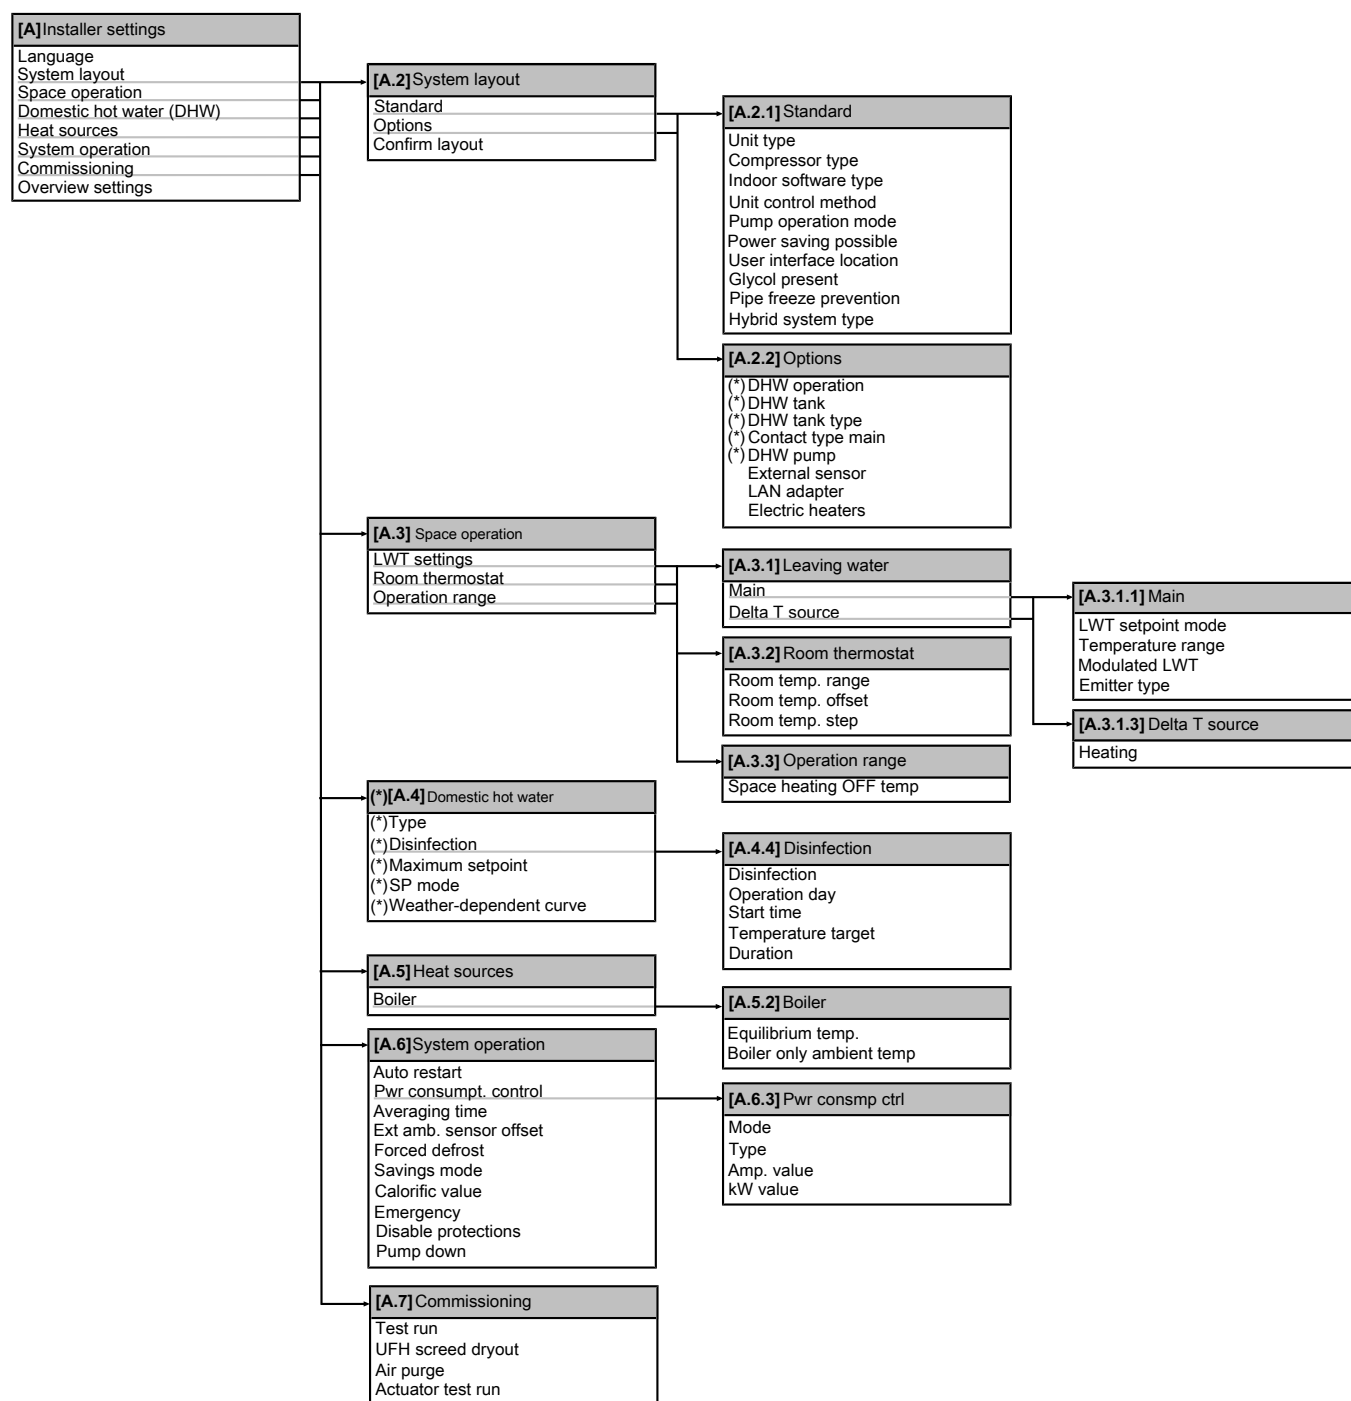 [A] Installer settings
Language
System layout
Space operation
Domestic hot water (DHW)
Heat sources
System operation
Commissioning
Overview settings
[A.2] System layout
Standard
Options
Confirm layout
[A.2.1] Standard
Unit type
Compressor type
Indoor software type
Unit control method
Pump operation mode
Power saving possible
User interface location
Glycol present
Pipe freeze prevention
Hybrid system type
[A.2.2] Options
(*) DHW operation
(*) DHW tank
(*) DHW tank type
(*) Contact type main
(*) DHW pump
External sensor
LAN adapter
Electric heaters
[A.3] Space operation
LWT settings
Room thermostat
Operation range
[A.3.1] Leaving water
Main
Delta T source
[A.3.1.1] Main
LWT setpoint mode
Temperature range
Modulated LWT
Emitter type
[A.3.1.3] Delta T source
Heating
[A.3.2] Room thermostat
Room temp. range
Room temp. offset
Room temp. step
[A.3.3] Operation range
Space heating OFF temp
(*) [A.4] Domestic hot water
(*) Type
(*) Disinfection
(*) Maximum setpoint
(*) SP mode
(*) Weather-dependent curve
[A.4.4] Disinfection
Disinfection
Operation day
Start time
Temperature target
Duration
[A.5] Heat sources
Boiler
[A.5.2] Boiler
Equilibrium temp.
Boiler only ambient temp
[A.6] System operation
Auto restart
Pwr consumpt. control
Averaging time
Ext amb. sensor offset
Forced defrost
Savings mode
Calorific value
Emergency
Disable protections
Pump down
[A.6.3] Pwr consmp ctrl
Mode
Type
Amp. value
kW value
[A.7] Commissioning
Test run
UFH screed dryout
Air purge
Actuator test run